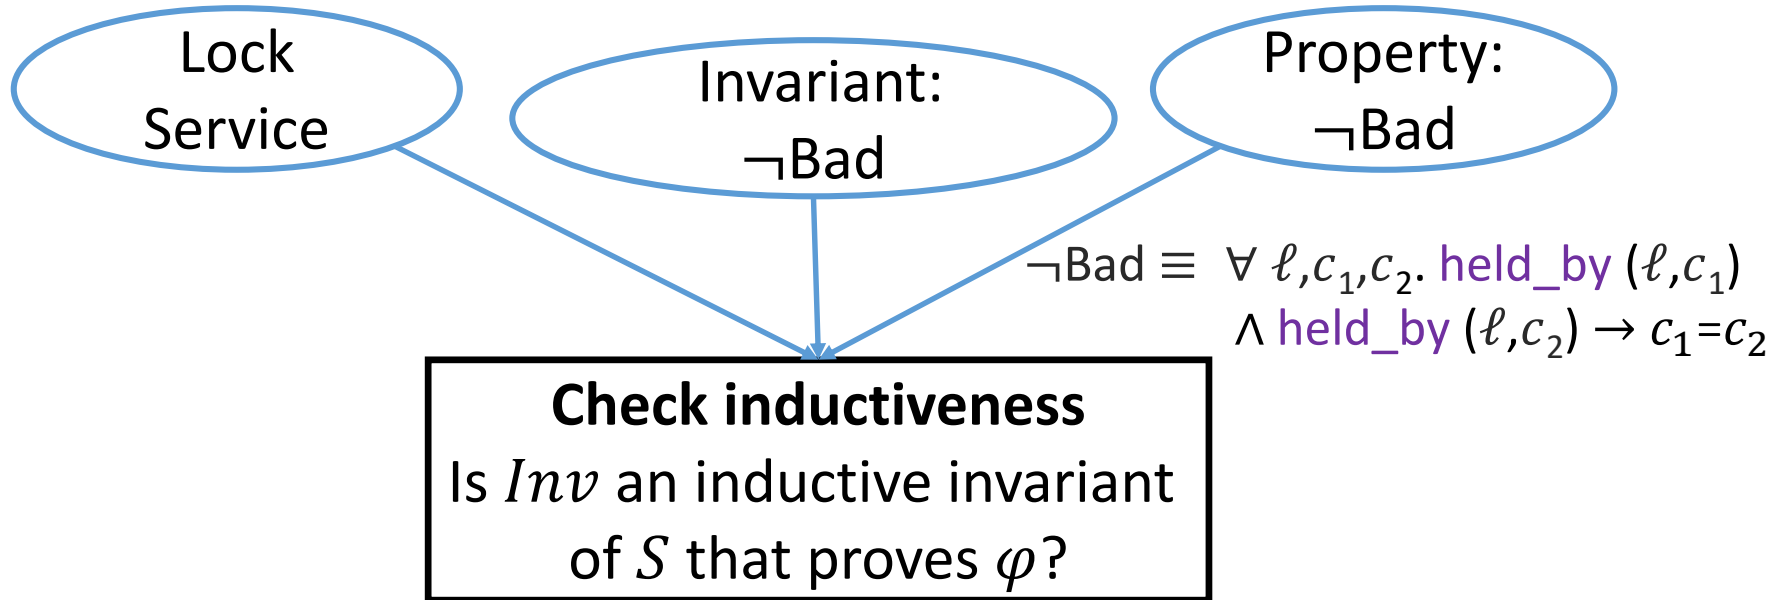 Lock
Service
Invariant:
¬Bad
Property:
¬Bad
¬Bad ≡ ∀ ℓ,c₁,c₂. held_by (ℓ,c₁)
∧ held_by (ℓ,c₂) → c₁=c₂
Check inductiveness
Is Inv an inductive invariant
of S that proves φ?